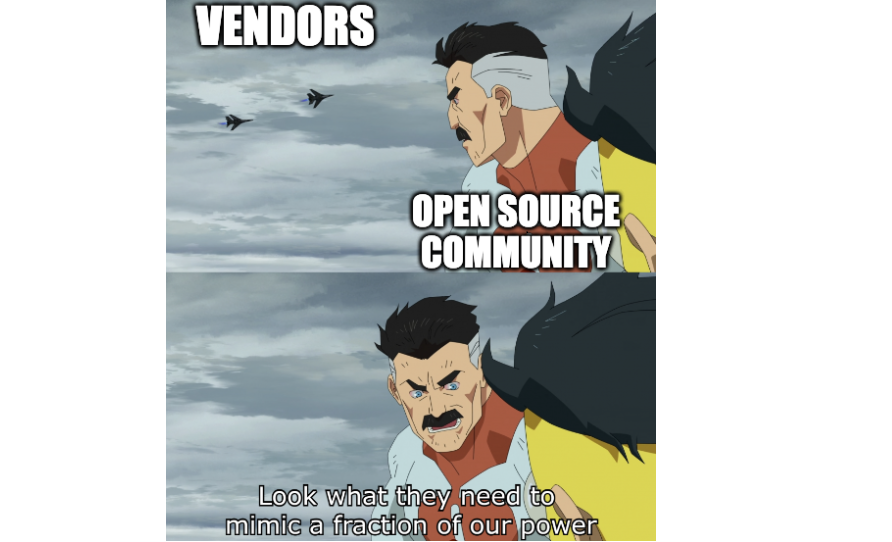 VENDORS
OPEN SOURCE
COMMUNITY
Look what they need to
mimic a fraction of our power